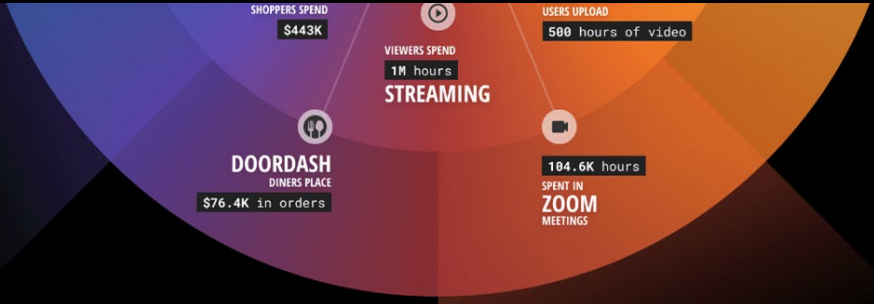 SHOPPERS SPEND
$443K
USERS UPLOAD
500 hours of video
VIEWERS SPEND
1M hours
STREAMING
DOORDASH
DINERS PLACE
$76.4K in orders
104.6K hours
SPENT IN
ZOOM
MEETINGS